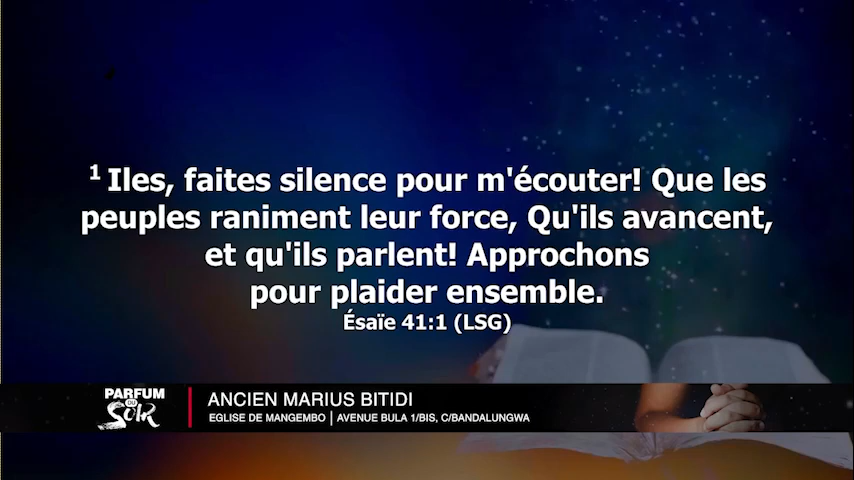 1 Iles, faites silence pour m'écouter! Que les
peuples raniment leur force, Qu'ils avancent,
et qu'ils parlent! Approchons
pour plaider ensemble.
Ésaïe 41:1 (LSG)
PARFUM
DU
SOIR
ANCIEN MARIUS BITIDI
EGLISE DE MANGEMBO | AVENUE BULA 1/BIS, C/BANDALUNGWA